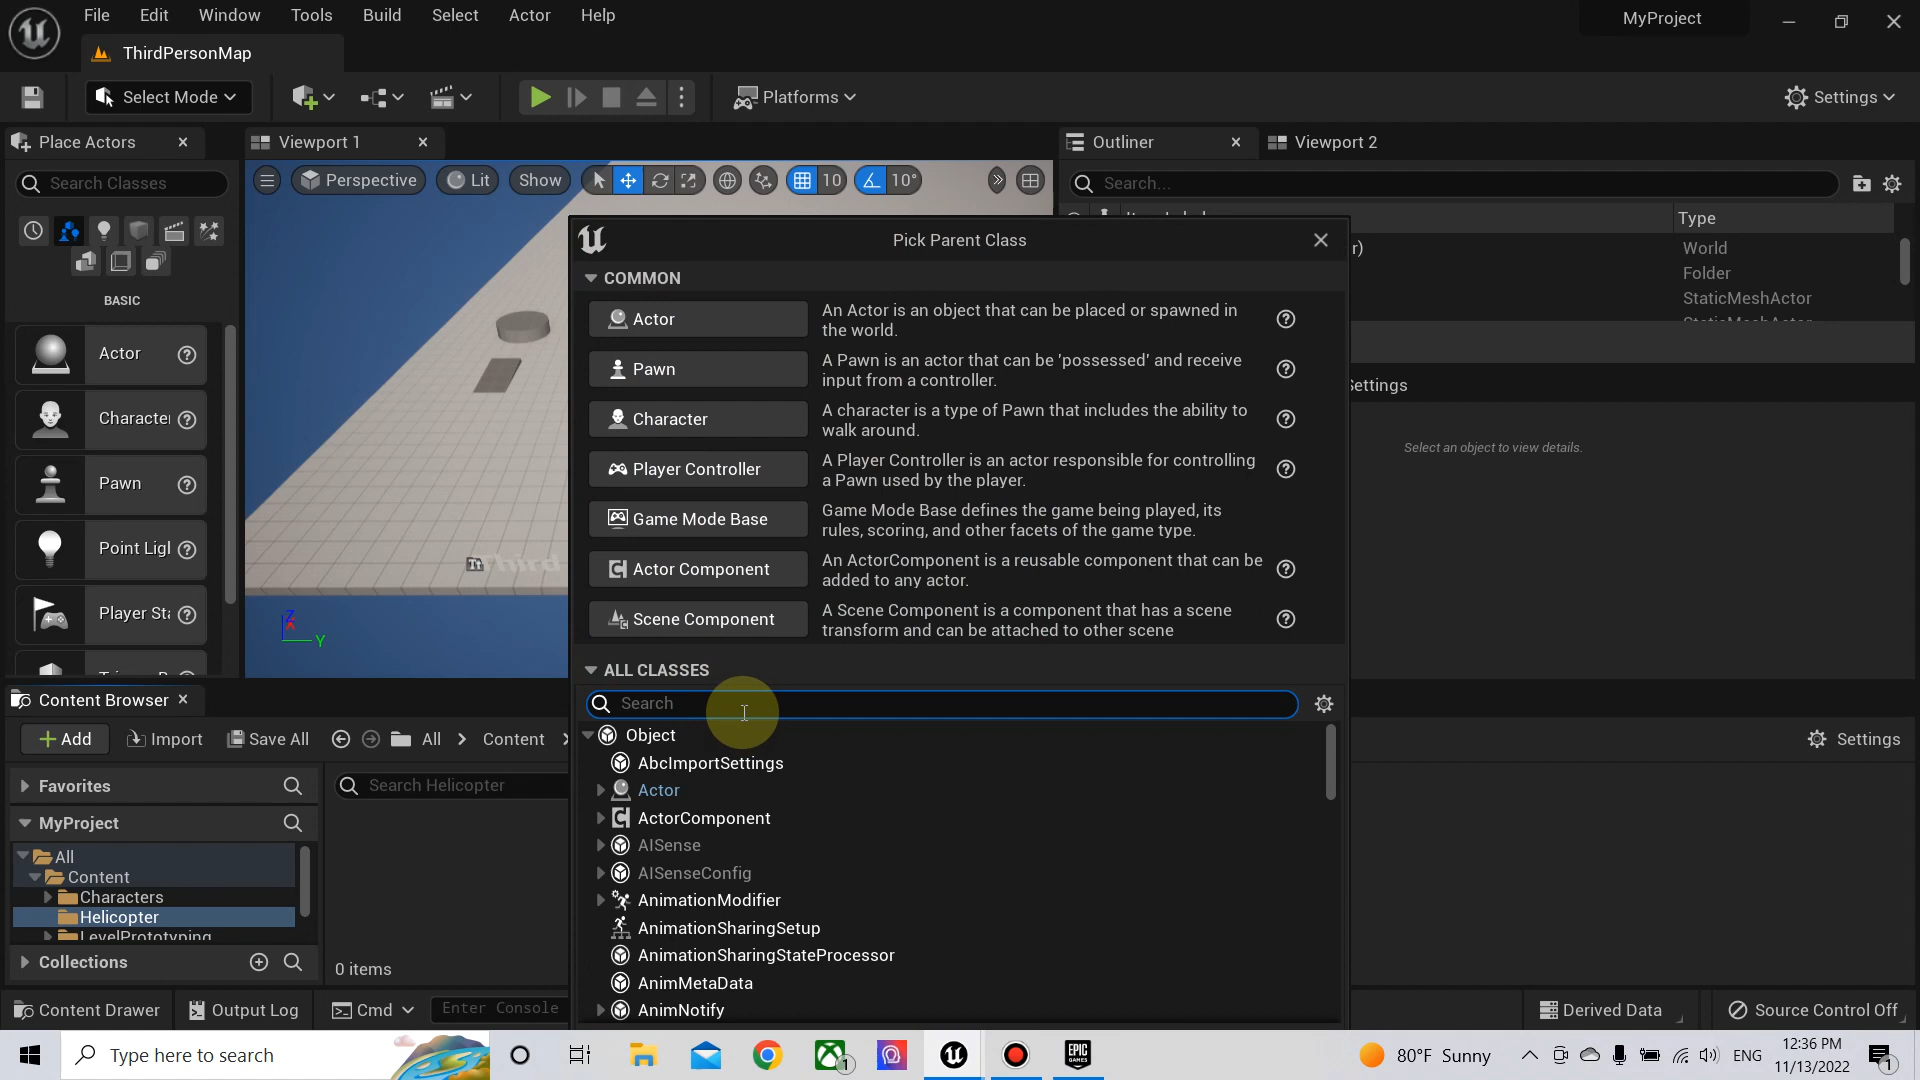 File Edit Window Tools Build Select Actor Help
MyProject
ThirdPersonMap
Select Mode
Platforms
Settings
Place Actors
Viewport 1
Outliner
Viewport 2
Search Classes
Perspective
Lit
Show
10
10°
Search...
Type
r)
World
Folder
StaticMeshActor
BASIC
Actor
Pawn
Pick Parent Class
COMMON
Actor
An Actor is an object that can be placed or spawned in
the world.
Pawn
A Pawn is an actor that can be 'possessed' and receive
input from a controller.
Character
A character is a type of Pawn that includes the ability to
walk around.
Player Controller
A Player Controller is an actor responsible for controlling
a Pawn used by the player.
Game Mode Base
Game Mode Base defines the game being played, its
rules, scoring, and other facets of the game type.
Actor Component
An ActorComponent is a reusable component that can be
added to any actor.
Scene Component
A Scene Component is a component that has a scene
transform and can be attached to other scene
ALL CLASSES
Search
Object
AbcImportSettings
Actor
ActorComponent
AISense
AISenseConfig
AnimationModifier
AnimationSharingSetup
AnimationSharingStateProcessor
AnimMetaData
AnimNotify
Characte
Point Ligl
Player Sta
Third
Z
Y
Settings
Select an object to view details.
Content Browser
Add
Import
Save All
All
Content
Settings
Favorites
Search Helicopter
MyProject
All
Content
Characters
Helicopter
LevelPrototyping
Collections
0 items
Content Drawer
Output Log
Cmd
Enter Console
Derived Data
Source Control Off
Type here to search
1
EPIC
GAMES
80°F Sunny
ENG
12:36 PM
11/13/2022
1